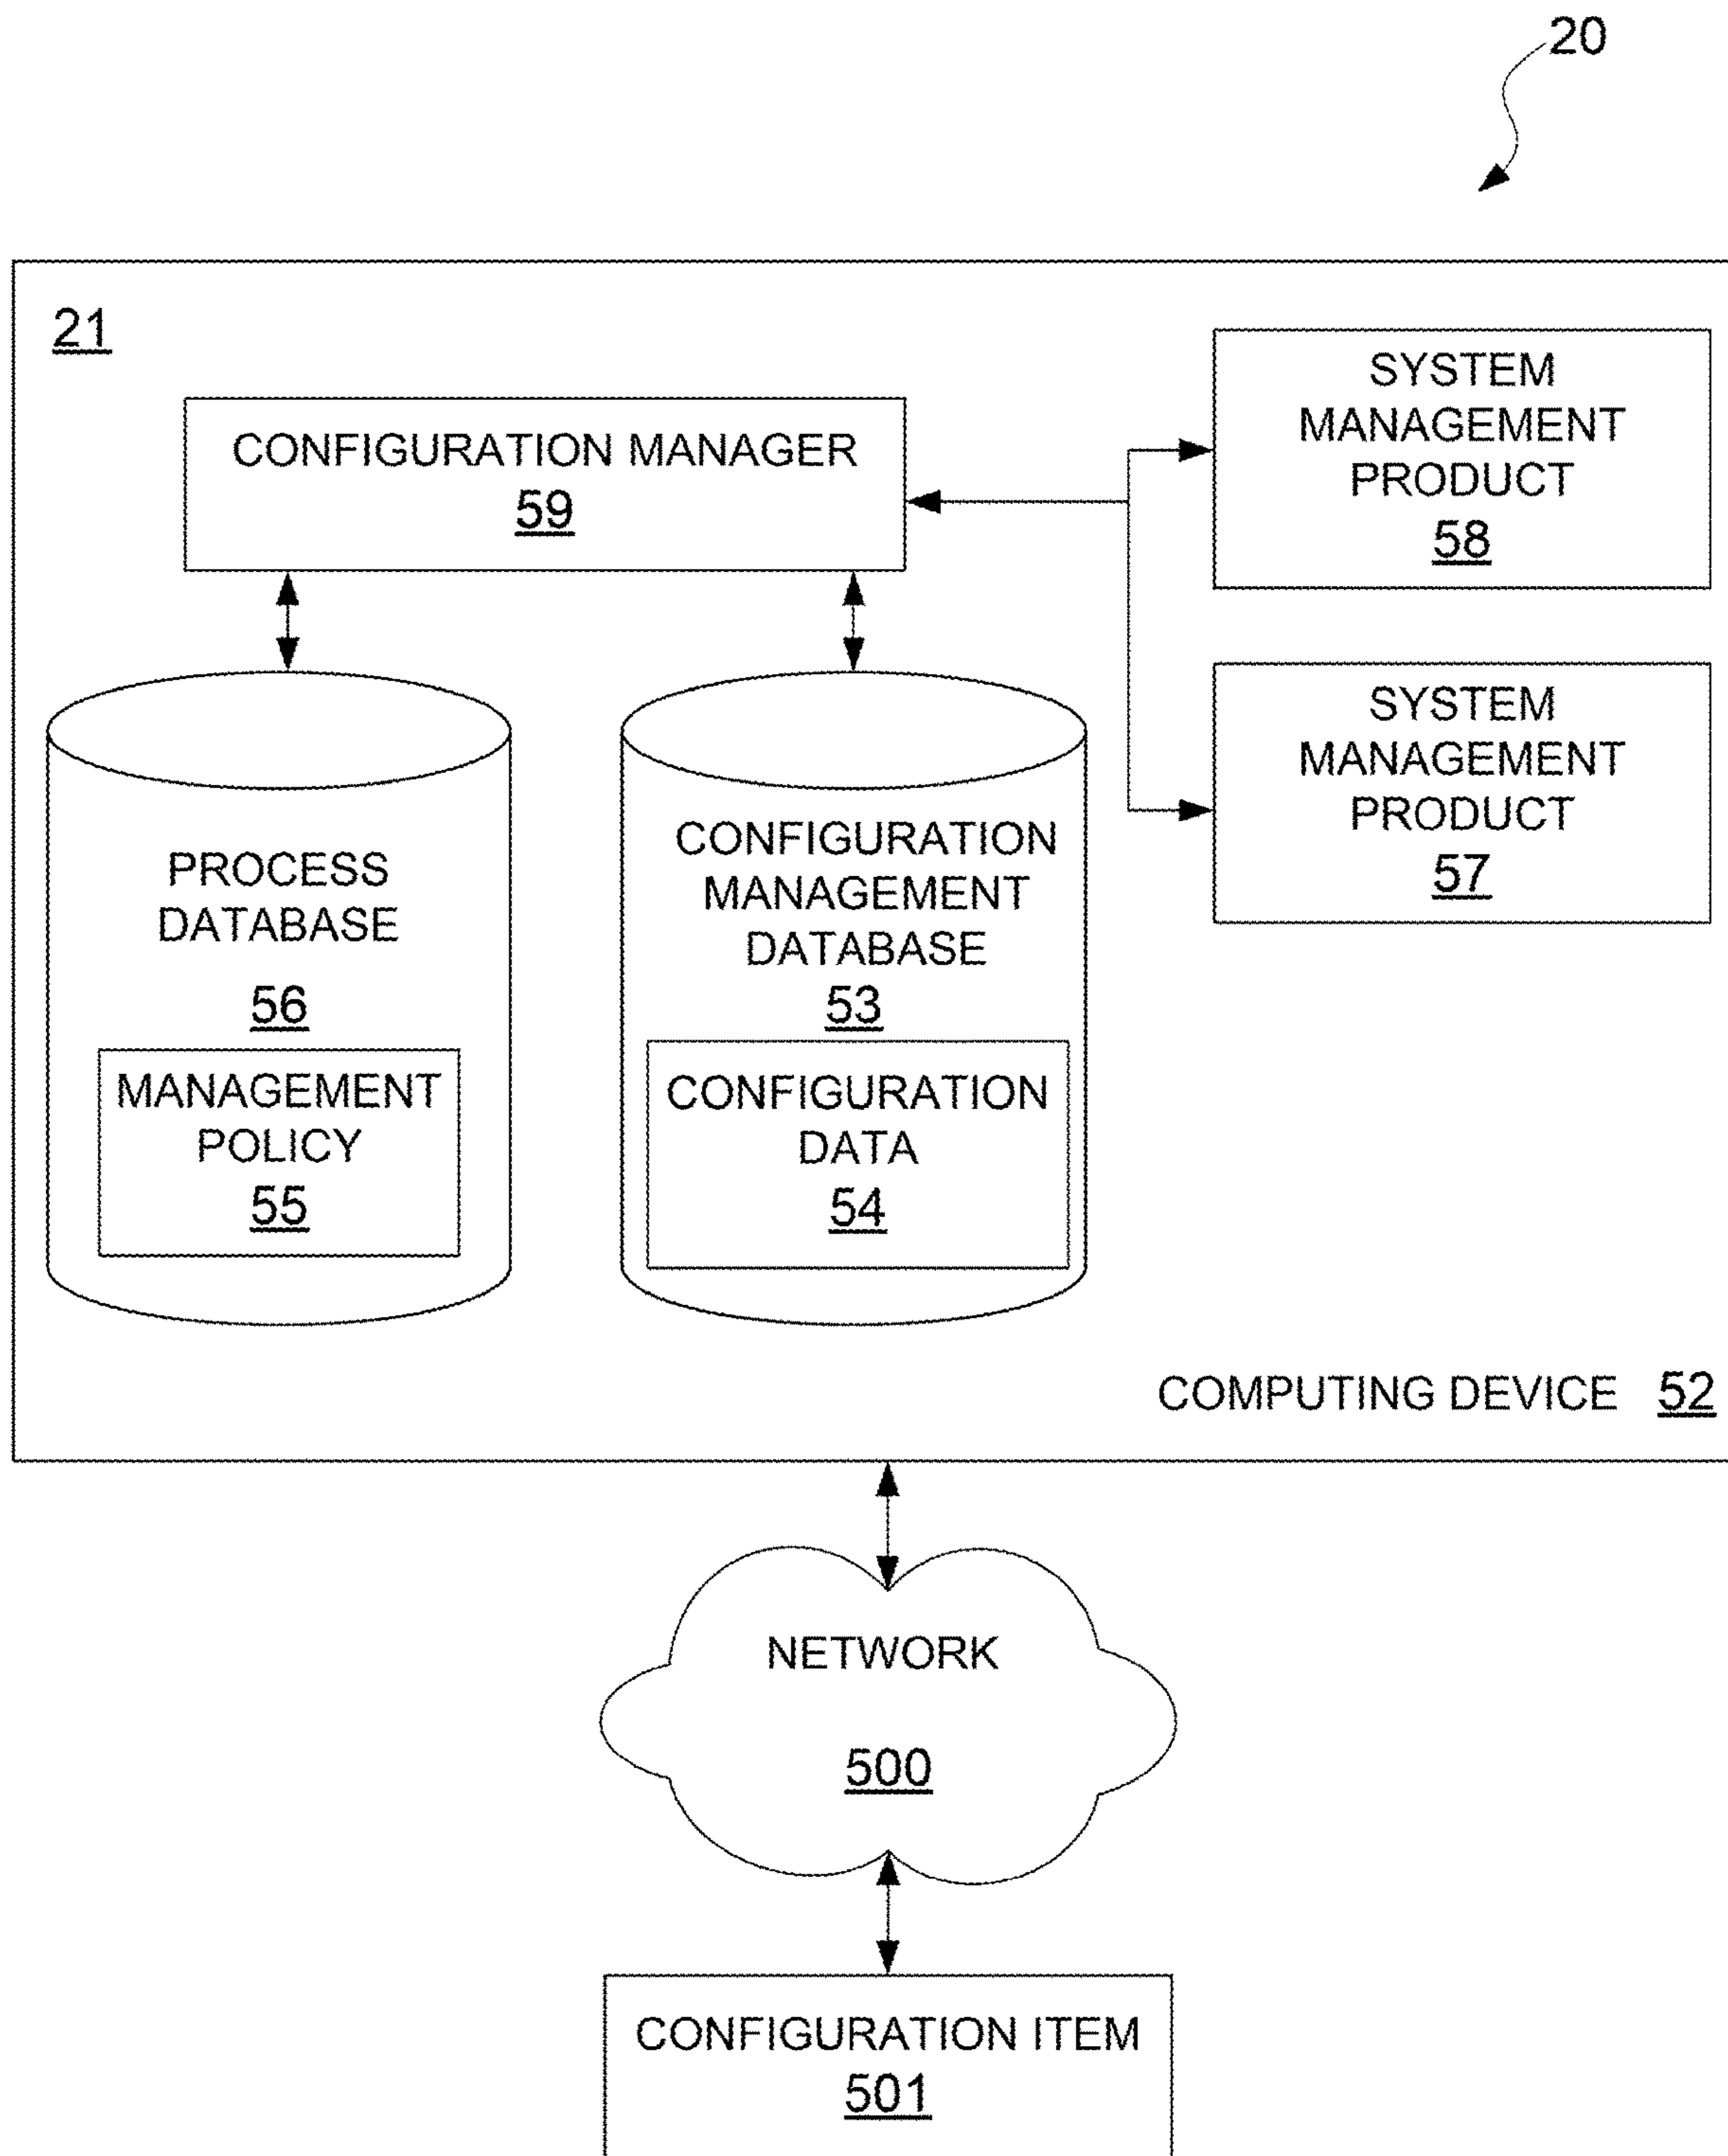 20
21
CONFIGURATION MANAGER
59
SYSTEM
MANAGEMENT
PRODUCT
58
SYSTEM
MANAGEMENT
PRODUCT
57
PROCESS
DATABASE
56
MANAGEMENT
POLICY
55
CONFIGURATION
MANAGEMENT
DATABASE
53
CONFIGURATION
DATA
54
COMPUTING DEVICE 52
NETWORK
500
CONFIGURATION ITEM
501